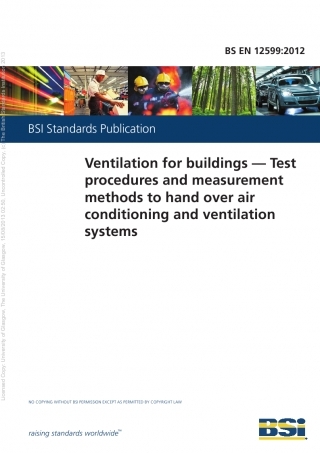 BS EN 12599:2012
BSI Standards Publication
Ventilation for buildings — Test
procedures and measurement
methods to hand over air
conditioning and ventilation
systems
NO COPYING WITHOUT BSI PERMISSION EXCEPT AS PERMITTED BY COPYRIGHT LAW
raising standards worldwide™
BSi